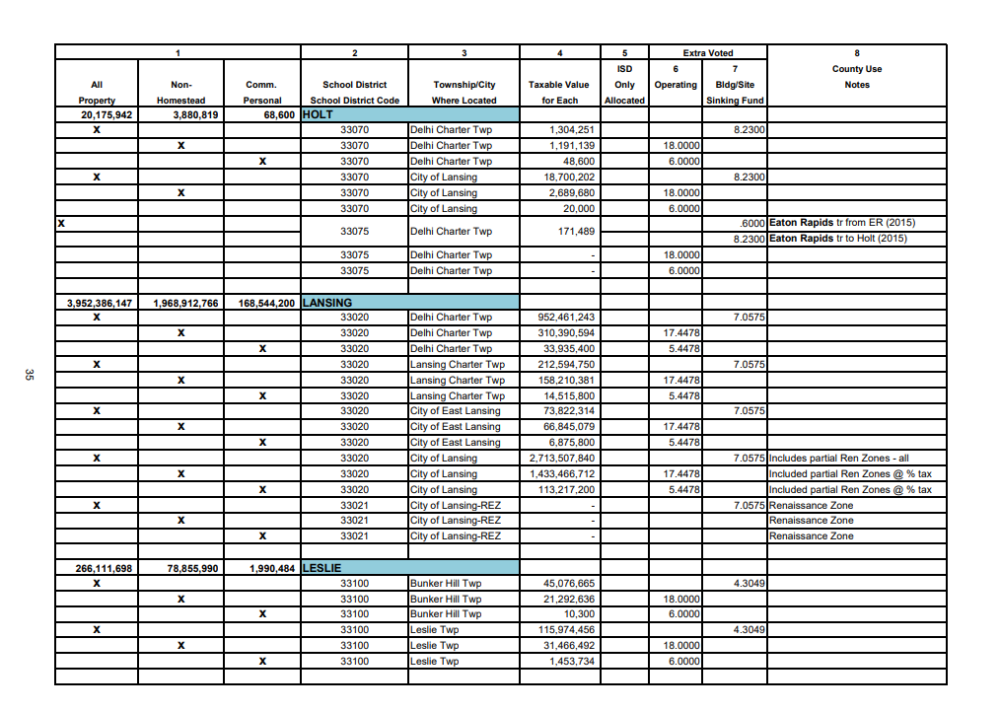 1 2 3 4 5 Extra Voted 8
ISD 6 7 County Use
All Non- Comm. School District Township/City Taxable Value Only Operating Bldg/Site Notes
Property Homestead Personal School District Code Where Located for Each Allocated Sinking Fund
20,175,942 3,880,819 68,600 HOLT
X 33070 Delhi Charter Twp 1,304,251 8.2300
X 33070 Delhi Charter Twp 1,191,139 18.0000
X 33070 Delhi Charter Twp 48,600 6.0000
X 33070 City of Lansing 18,700,202 8.2300
X 33070 City of Lansing 2,689,680 18.0000
33070 City of Lansing 20,000 6.0000
X .6000 Eaton Rapids tr from ER (2015)
33075 Delhi Charter Twp 171,489
8.2300 Eaton Rapids tr to Holt (2015)
33075 Delhi Charter Twp - 18.0000
33075 Delhi Charter Twp - 6.0000
3,952,386,147 1,968,912,766 168,544,200 LANSING
X 33020 Delhi Charter Twp 952,461,243 7.0575
X 33020 Delhi Charter Twp 310,390,594 17.4478
X 33020 Delhi Charter Twp 33,935,400 5.4478
X 33020 Lansing Charter Twp 212,594,750 7.0575
X 33020 Lansing Charter Twp 158,210,381 17.4478
X 33020 Lansing Charter Twp 14,515,800 5.4478
X 33020 City of East Lansing 73,822,314 7.0575
X 33020 City of East Lansing 66,845,079 17.4478
X 33020 City of East Lansing 6,875,800 5.4478
X 33020 City of Lansing 2,713,507,840 7.0575 Includes partial Ren Zones - all
X 33020 City of Lansing 1,433,466,712 17.4478 Included partial Ren Zones @ % tax
X 33020 City of Lansing 113,217,200 5.4478 Included partial Ren Zones @ % tax
X 33021 City of Lansing-REZ - 7.0575 Renaissance Zone
X 33021 City of Lansing-REZ - Renaissance Zone
X 33021 City of Lansing-REZ - Renaissance Zone
266,111,698 78,855,990 1,990,484 LESLIE
X 33100 Bunker Hill Twp 45,076,665 4.3049
X 33100 Bunker Hill Twp 21,292,636 18.0000
X 33100 Bunker Hill Twp 10,300 6.0000
X 33100 Leslie Twp 115,974,456 4.3049
X 33100 Leslie Twp 31,466,492 18.0000
X 33100 Leslie Twp 1,453,734 6.0000
35